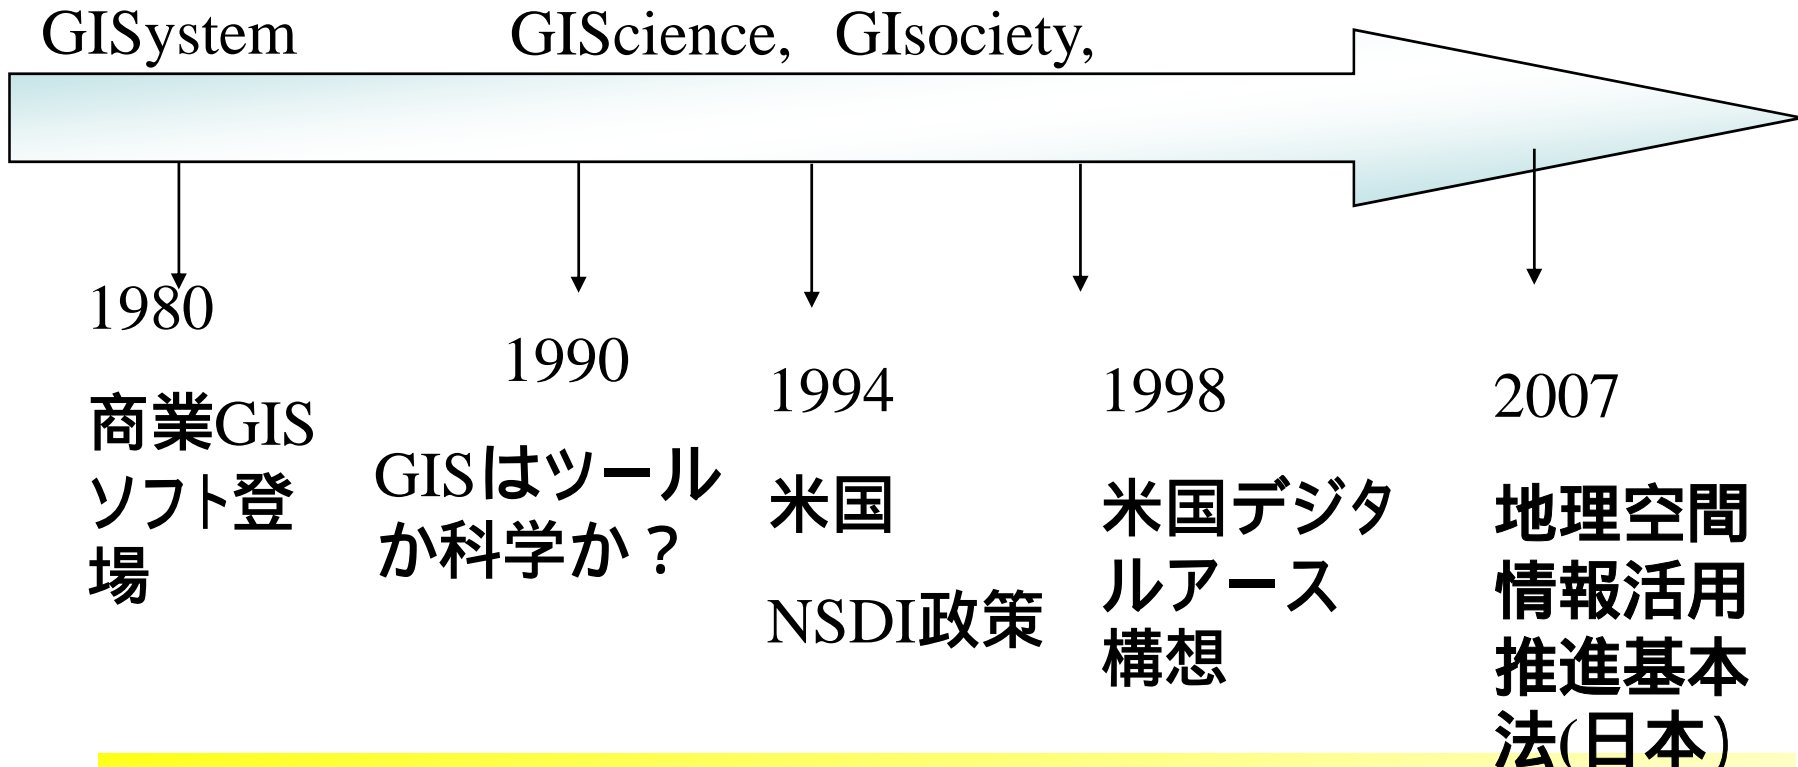 GISystem
GIScience, GIsociety,
1980
商業GIS
ソフト登
場
1990
GISはツール
か科学か？
1994
米国
NSDI政策
1998
米国デジタ
ルアース
構想
2007
地理空間
情報活用
推進基本
法(日本)